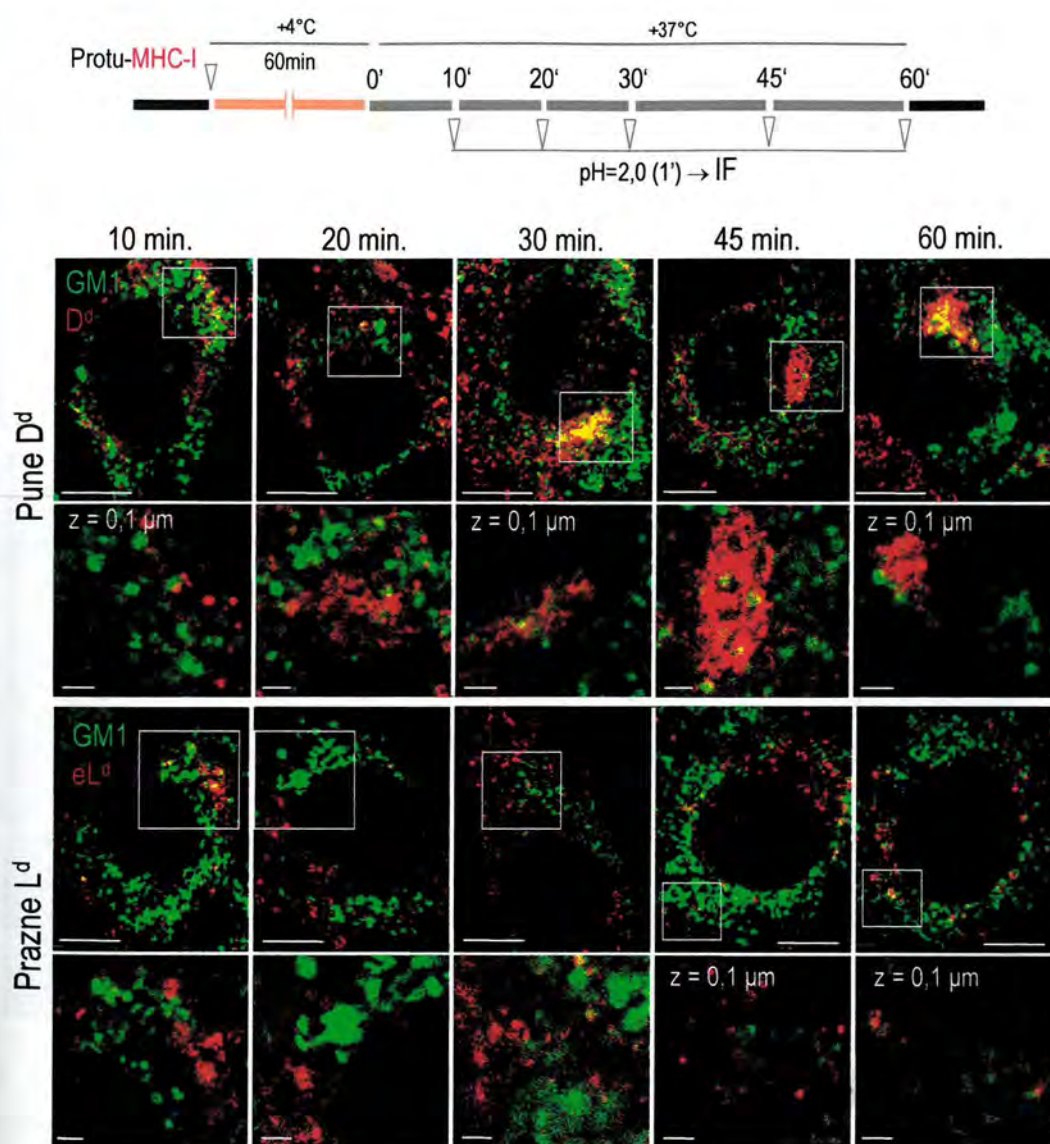 +4°C +37°C
Protu-MHC-I 60min 0' 10' 20' 30' 45' 60'
pH=2,0 (1') → IF
10 min. 20 min. 30 min. 45 min. 60 min.
Pune Dᵈ
GM1
Dᵈ
z = 0,1 µm z = 0,1 µm z = 0,1 µm
Prazne Lᵈ
GM1
eLᵈ
z = 0,1 µm z = 0,1 µm